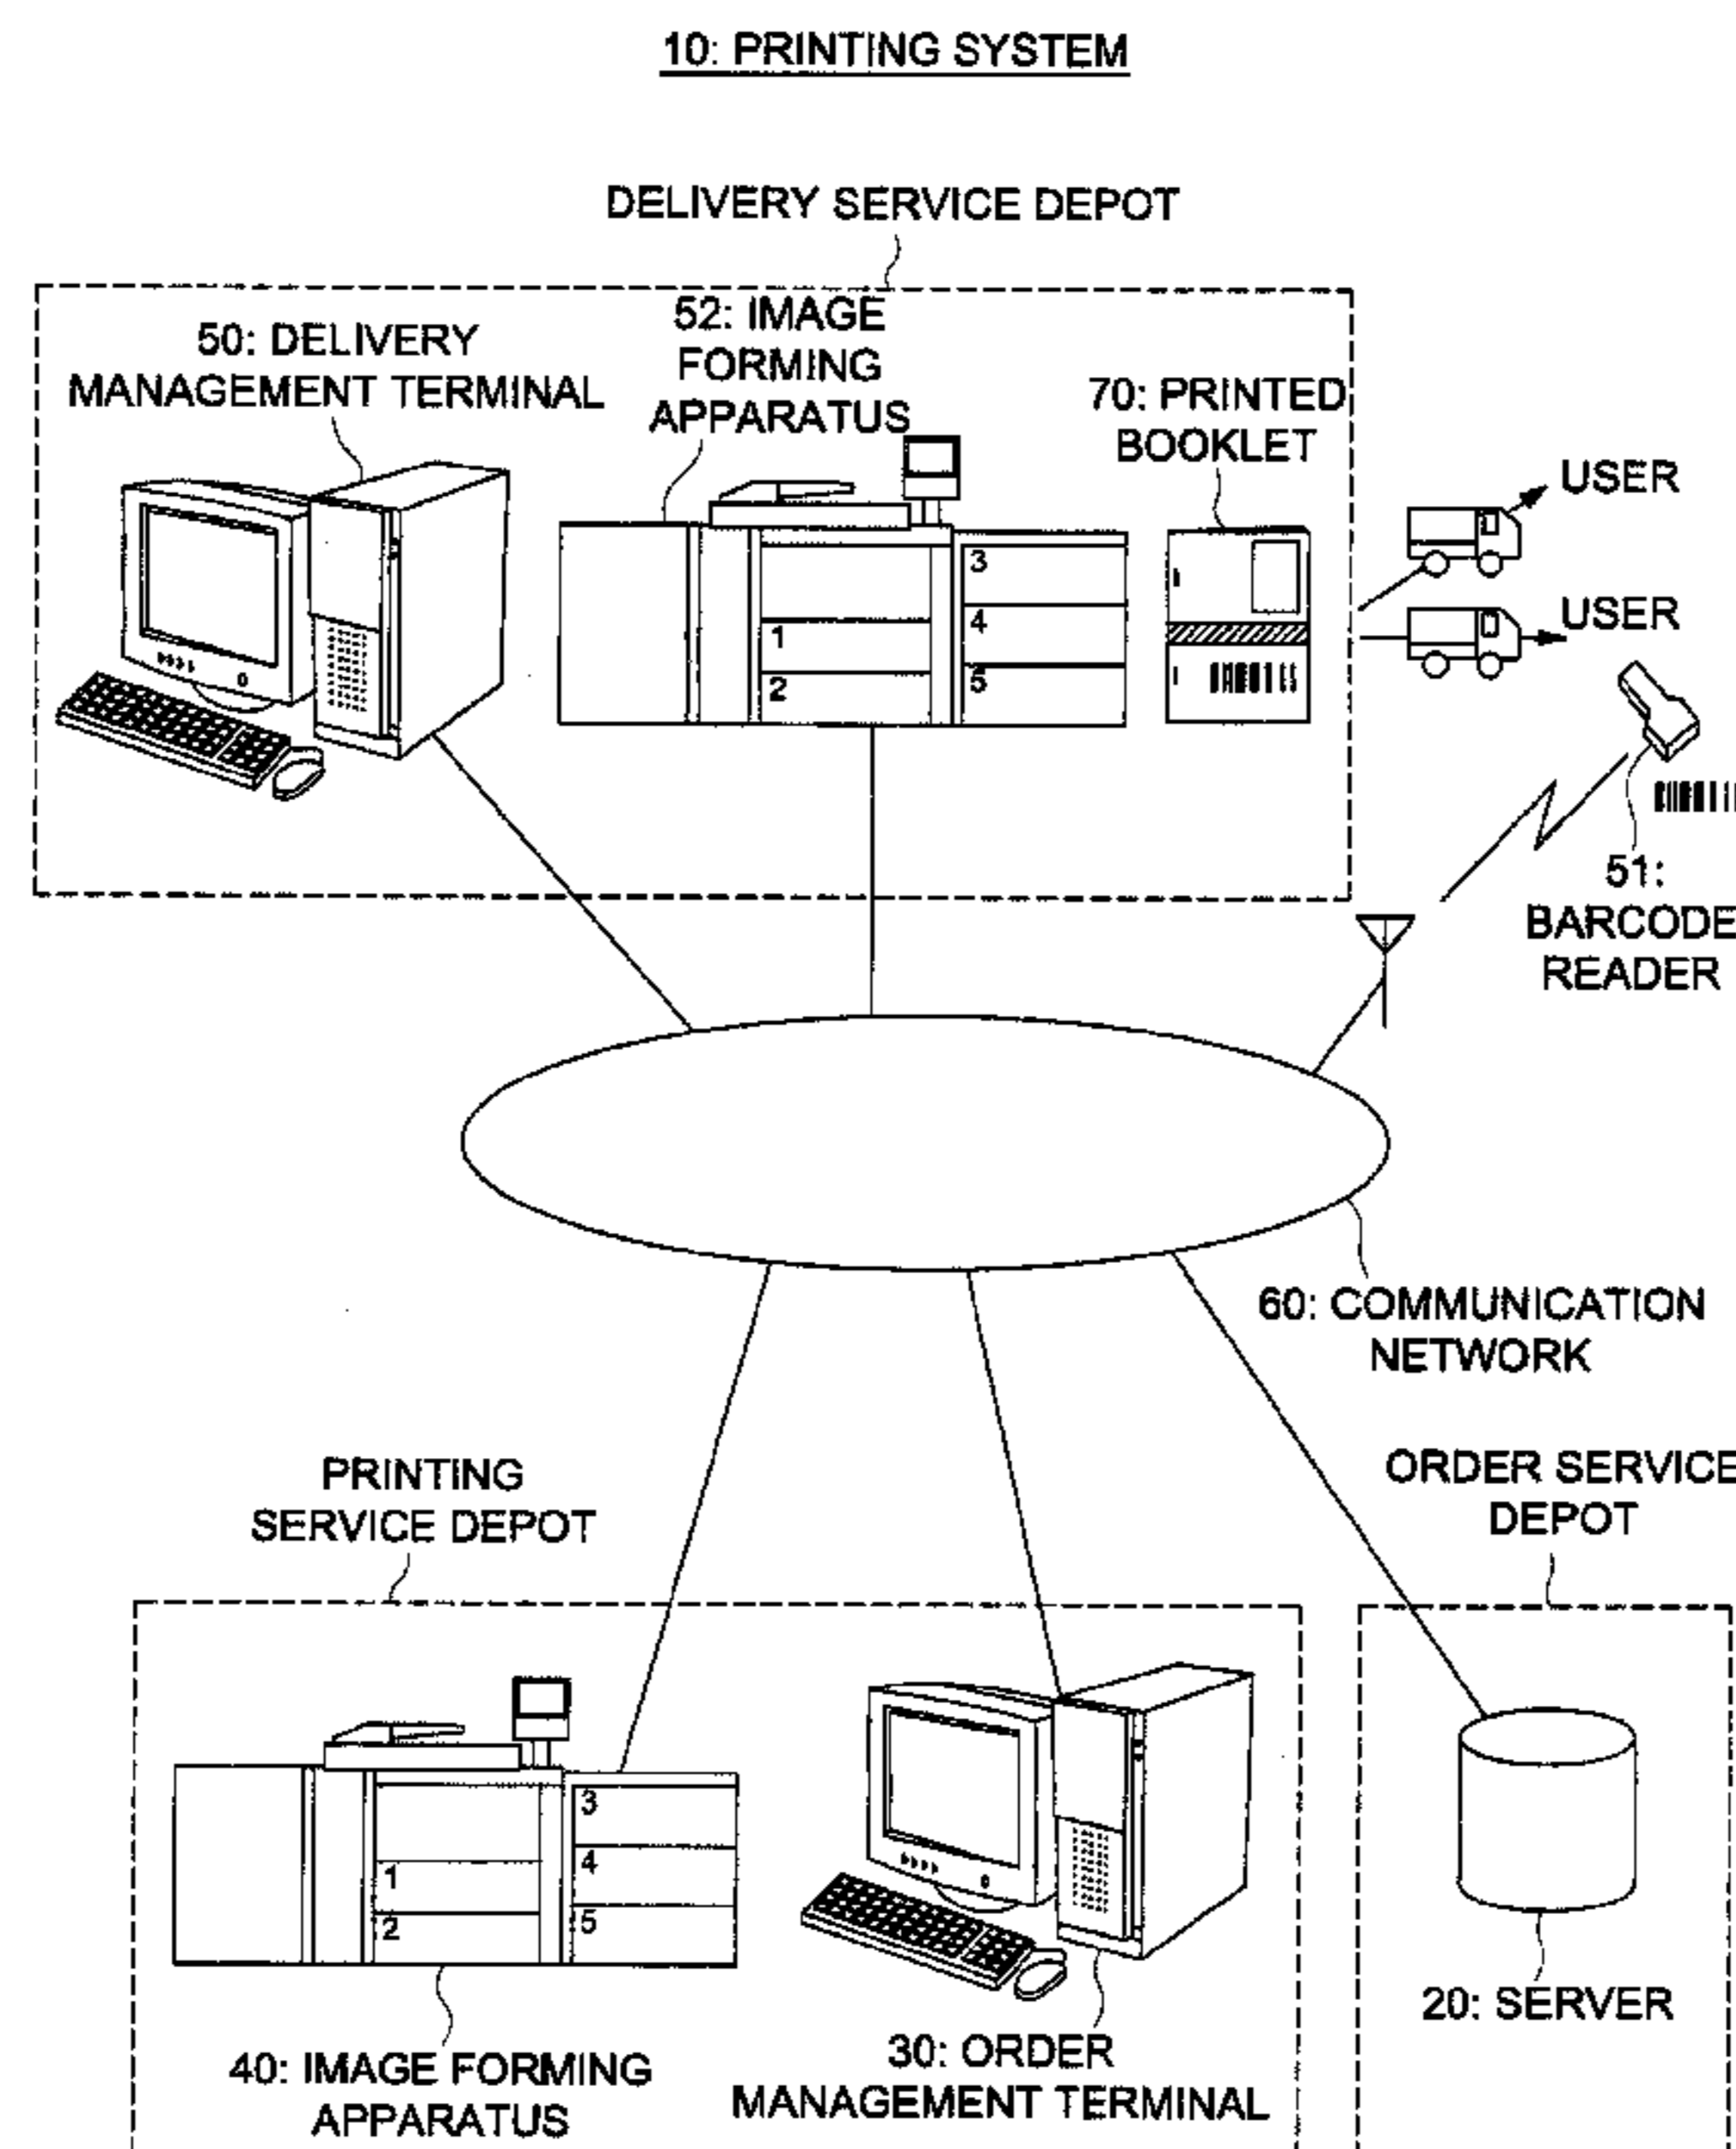 10: PRINTING SYSTEM
DELIVERY SERVICE DEPOT
50: DELIVERY
MANAGEMENT TERMINAL
52: IMAGE
FORMING
APPARATUS
70: PRINTED
BOOKLET
USER
USER
1
2
3
4
5
51:
BARCODE
READER
60: COMMUNICATION
NETWORK
PRINTING
SERVICE DEPOT
ORDER SERVICE
DEPOT
1
2
3
4
5
40: IMAGE FORMING
APPARATUS
30: ORDER
MANAGEMENT TERMINAL
20: SERVER